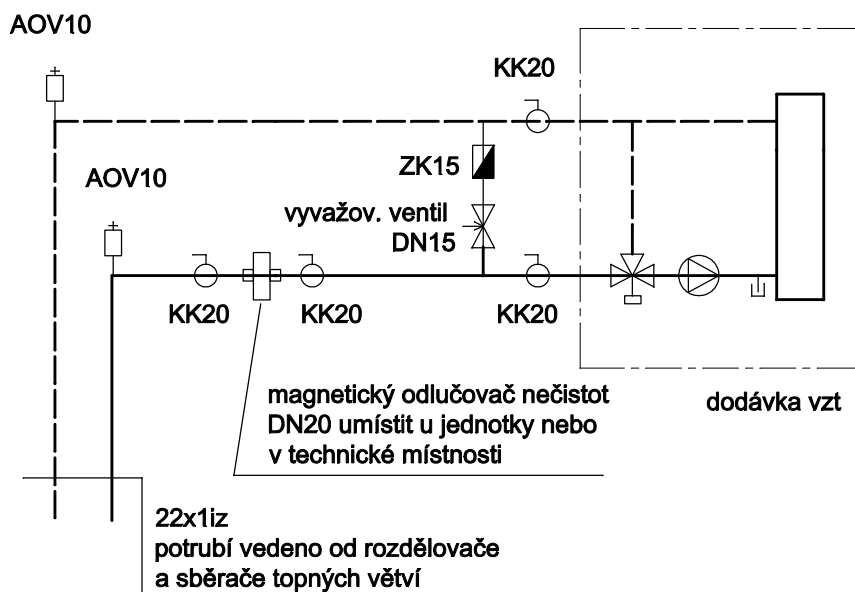 AOV10
KK20
ZK15
AOV10
vyvažov. ventil
DN15
KK20
KK20
KK20
magnetický odlučovač nečistot
DN20 umístit u jednotky nebo
v technické místnosti
dodávka vzt
22x1iz
potrubí vedeno od rozdělovače
a sběrače topných větví